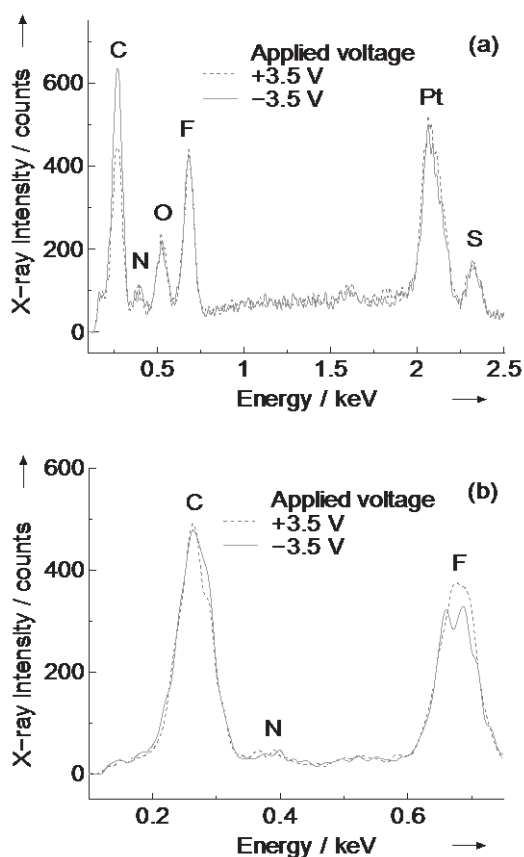 (a)
Applied voltage
+3.5 V
−3.5 V
C
N
O
F
Pt
S
600
400
200
0
X−ray Intensity / counts
0.5
1
1.5
2
2.5
Energy / keV
(b)
Applied voltage
+3.5 V
−3.5 V
C
N
F
600
400
200
0
X−ray Intensity / counts
0.2
0.4
0.6
Energy / keV